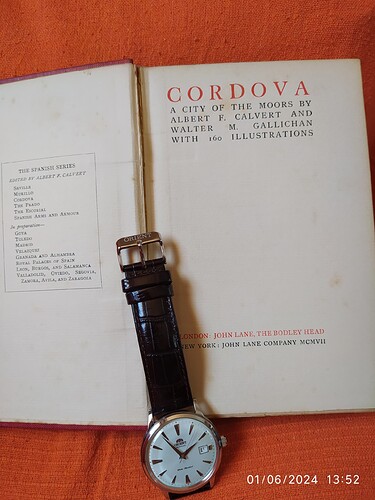 THE SPANISH SERIES
EDITED BY ALBERT F. CALVERT
SEVILLE
MURILLO
CORDOVA
THE PRADO
THE ESCORIAL
SPANISH ARMS AND ARMOUR
In preparation—
GOYA
TOLEDO
MADRID
VELAZQUEZ
GRANADA AND ALHAMBRA
ROYAL PALACES OF SPAIN
LEON, BURGOS, AND SALAMANCA
VALLADOLID, OVIEDO, SEGOVIA,
ZAMORA, AVILA, AND ZARAGOZA
CORDOVA
A CITY OF THE MOORS BY
ALBERT F. CALVERT AND
WALTER M. GALLICHAN
WITH 160 ILLUSTRATIONS
LONDON: JOHN LANE, THE BODLEY HEAD
NEW YORK: JOHN LANE COMPANY MCMVII
ORIENT
ORIENT
01/06/2024 13:52